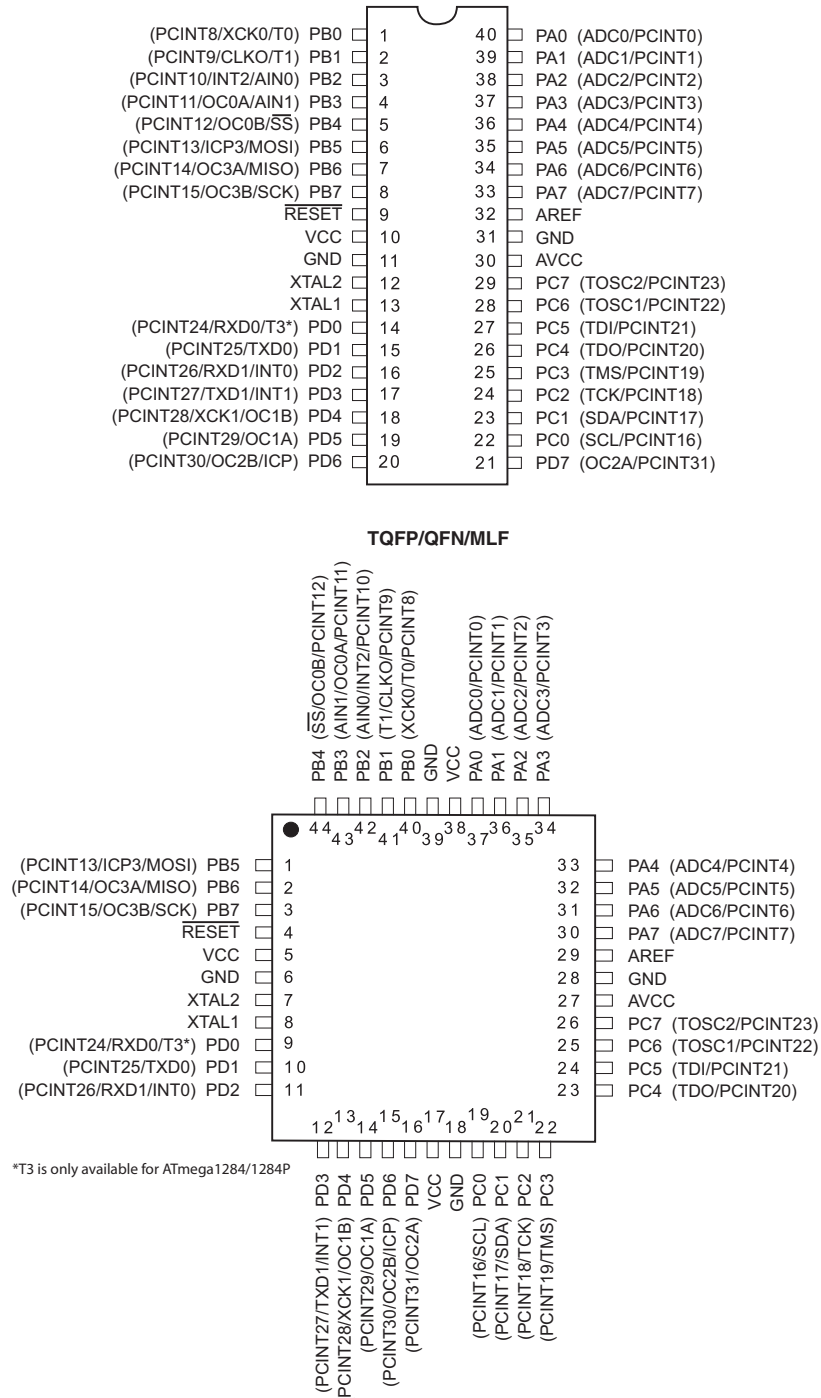 (PCINT8/XCK0/T0) PB0 1 40 PA0 (ADC0/PCINT0)
(PCINT9/CLKO/T1) PB1 2 39 PA1 (ADC1/PCINT1)
(PCINT10/INT2/AIN0) PB2 3 38 PA2 (ADC2/PCINT2)
(PCINT11/OC0A/AIN1) PB3 4 37 PA3 (ADC3/PCINT3)
(PCINT12/OC0B/S̅S̅) PB4 5 36 PA4 (ADC4/PCINT4)
(PCINT13/ICP3/MOSI) PB5 6 35 PA5 (ADC5/PCINT5)
(PCINT14/OC3A/MISO) PB6 7 34 PA6 (ADC6/PCINT6)
(PCINT15/OC3B/SCK) PB7 8 33 PA7 (ADC7/PCINT7)
R̅E̅S̅E̅T̅ 9 32 AREF
VCC 10 31 GND
GND 11 30 AVCC
XTAL2 12 29 PC7 (TOSC2/PCINT23)
XTAL1 13 28 PC6 (TOSC1/PCINT22)
(PCINT24/RXD0/T3*) PD0 14 27 PC5 (TDI/PCINT21)
(PCINT25/TXD0) PD1 15 26 PC4 (TDO/PCINT20)
(PCINT26/RXD1/INT0) PD2 16 25 PC3 (TMS/PCINT19)
(PCINT27/TXD1/INT1) PD3 17 24 PC2 (TCK/PCINT18)
(PCINT28/XCK1/OC1B) PD4 18 23 PC1 (SDA/PCINT17)
(PCINT29/OC1A) PD5 19 22 PC0 (SCL/PCINT16)
(PCINT30/OC2B/ICP) PD6 20 21 PD7 (OC2A/PCINT31)
TQFP/QFN/MLF
PB4 (S̅S̅/OC0B/PCINT12)
PB3 (AIN1/OC0A/PCINT11)
PB2 (AIN0/INT2/PCINT10)
PB1 (T1/CLKO/PCINT9)
PB0 (XCK0/T0/PCINT8)
GND
VCC
PA0 (ADC0/PCINT0)
PA1 (ADC1/PCINT1)
PA2 (ADC2/PCINT2)
PA3 (ADC3/PCINT3)
44 43 42 41 40 39 38 37 36 35 34
(PCINT13/ICP3/MOSI) PB5 1 33 PA4 (ADC4/PCINT4)
(PCINT14/OC3A/MISO) PB6 2 32 PA5 (ADC5/PCINT5)
(PCINT15/OC3B/SCK) PB7 3 31 PA6 (ADC6/PCINT6)
R̅E̅S̅E̅T̅ 4 30 PA7 (ADC7/PCINT7)
VCC 5 29 AREF
GND 6 28 GND
XTAL2 7 27 AVCC
XTAL1 8 26 PC7 (TOSC2/PCINT23)
(PCINT24/RXD0/T3*) PD0 9 25 PC6 (TOSC1/PCINT22)
(PCINT25/TXD0) PD1 10 24 PC5 (TDI/PCINT21)
(PCINT26/RXD1/INT0) PD2 11 23 PC4 (TDO/PCINT20)
12 13 14 15 16 17 18 19 20 21 22
*T3 is only available for ATmega1284/1284P
(PCINT27/TXD1/INT1) PD3
PCINT28/XCK1/OC1B) PD4
(PCINT29/OC1A) PD5
(PCINT30/OC2B/ICP) PD6
(PCINT31/OC2A) PD7
VCC
GND
(PCINT16/SCL) PC0
(PCINT17/SDA) PC1
(PCINT18/TCK) PC2
(PCINT19/TMS) PC3